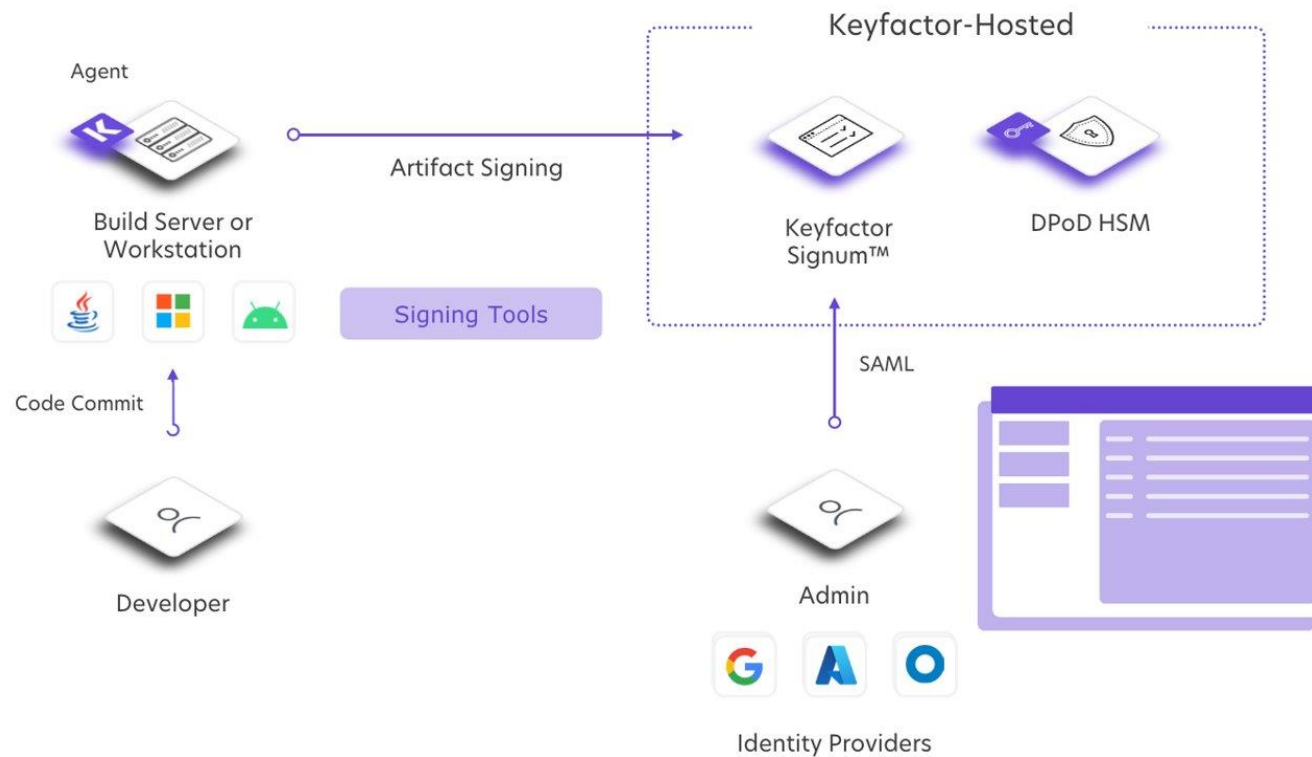 Keyfactor-Hosted
Agent
Artifact Signing
Build Server or
Workstation
Keyfactor
Signum™
DPoD HSM
Signing Tools
Code Commit
SAML
Developer
Admin
Identity Providers